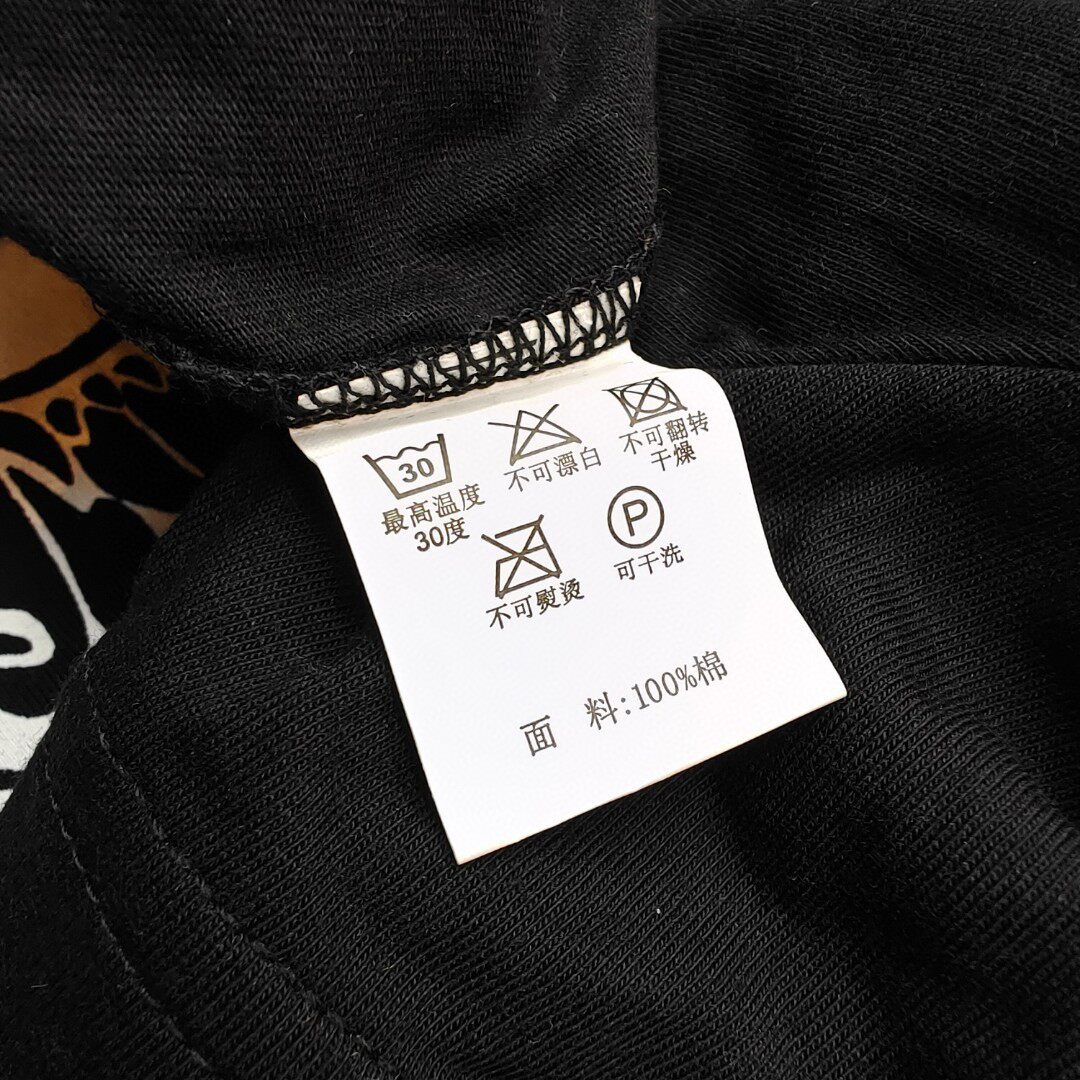 30
最高温度
30度
不可漂白
不可翻转
干燥
不可熨烫
P
可干洗
面 料:100%棉